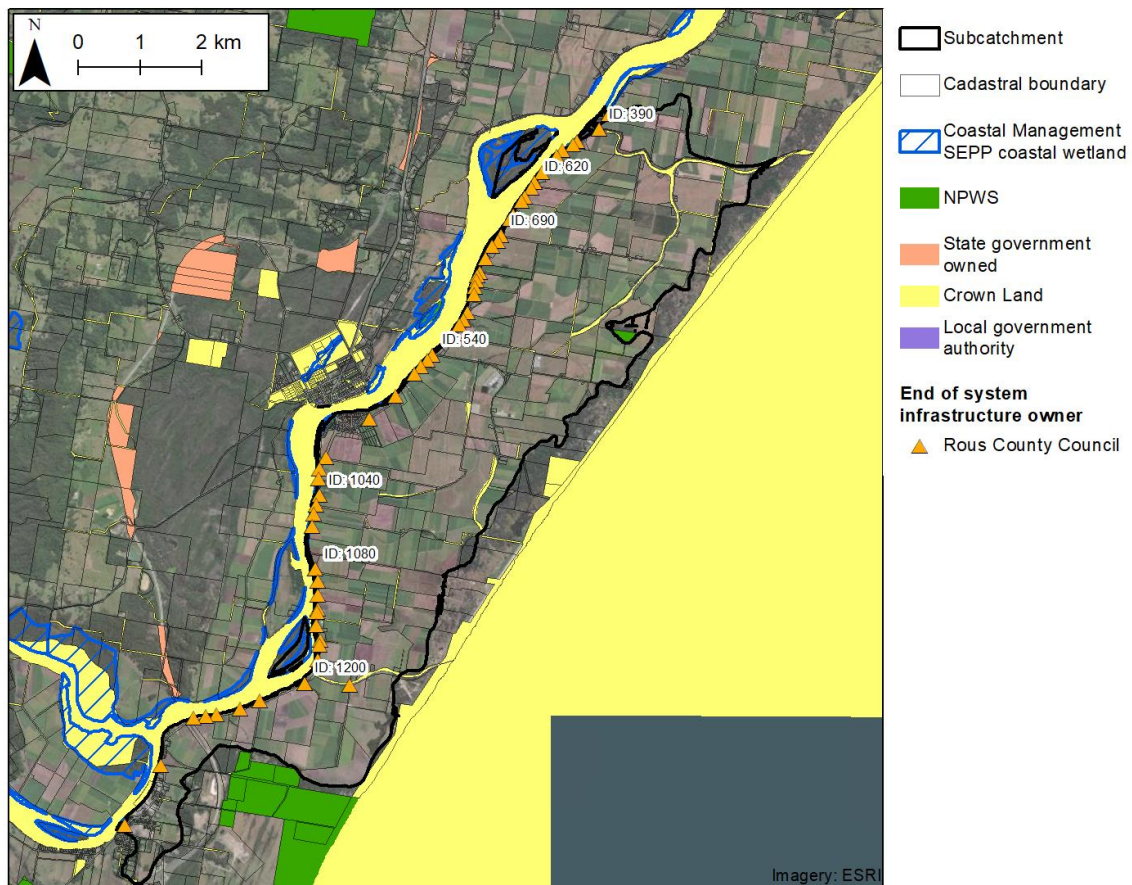 N
0 1 2 km
ID: 390
ID: 620
ID: 690
ID: 540
ID: 1040
ID: 1080
ID: 1200
Imagery: ESRI
Subcatchment
Cadastral boundary
Coastal Management
SEPP coastal wetland
NPWS
State government
owned
Crown Land
Local government
authority
End of system
infrastructure owner
Rous County Council